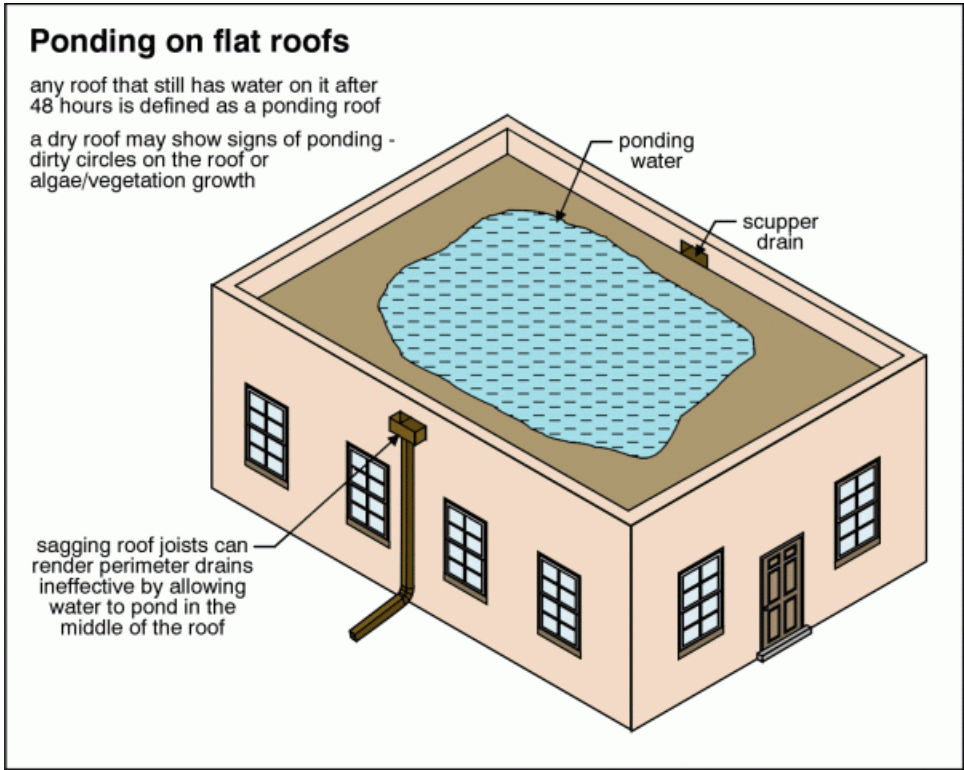 Ponding on flat roofs
any roof that still has water on it after
48 hours is defined as a ponding roof
a dry roof may show signs of ponding -
dirty circles on the roof or
algae/vegetation growth
ponding
water
scupper
drain
sagging roof joists can
render perimeter drains
ineffective by allowing
water to pond in the
middle of the roof